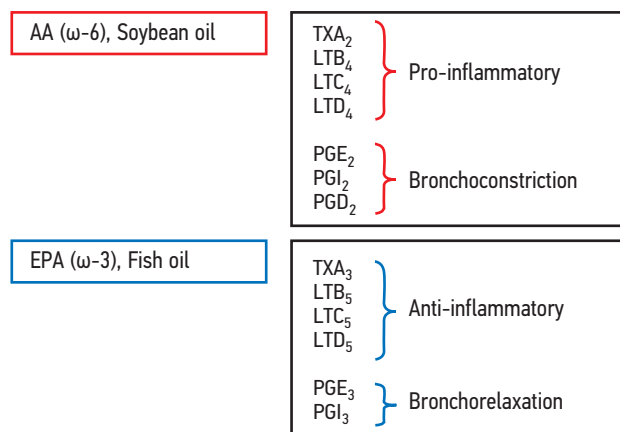 AA (ω-6), Soybean oil
TXA₂
LTB₄
LTC₄
LTD₄
Pro-inflammatory
PGE₂
PGI₂
PGD₂
Bronchoconstriction
EPA (ω-3), Fish oil
TXA₃
LTB₅
LTC₅
LTD₅
Anti-inflammatory
PGE₃
PGI₃
Bronchorelaxation